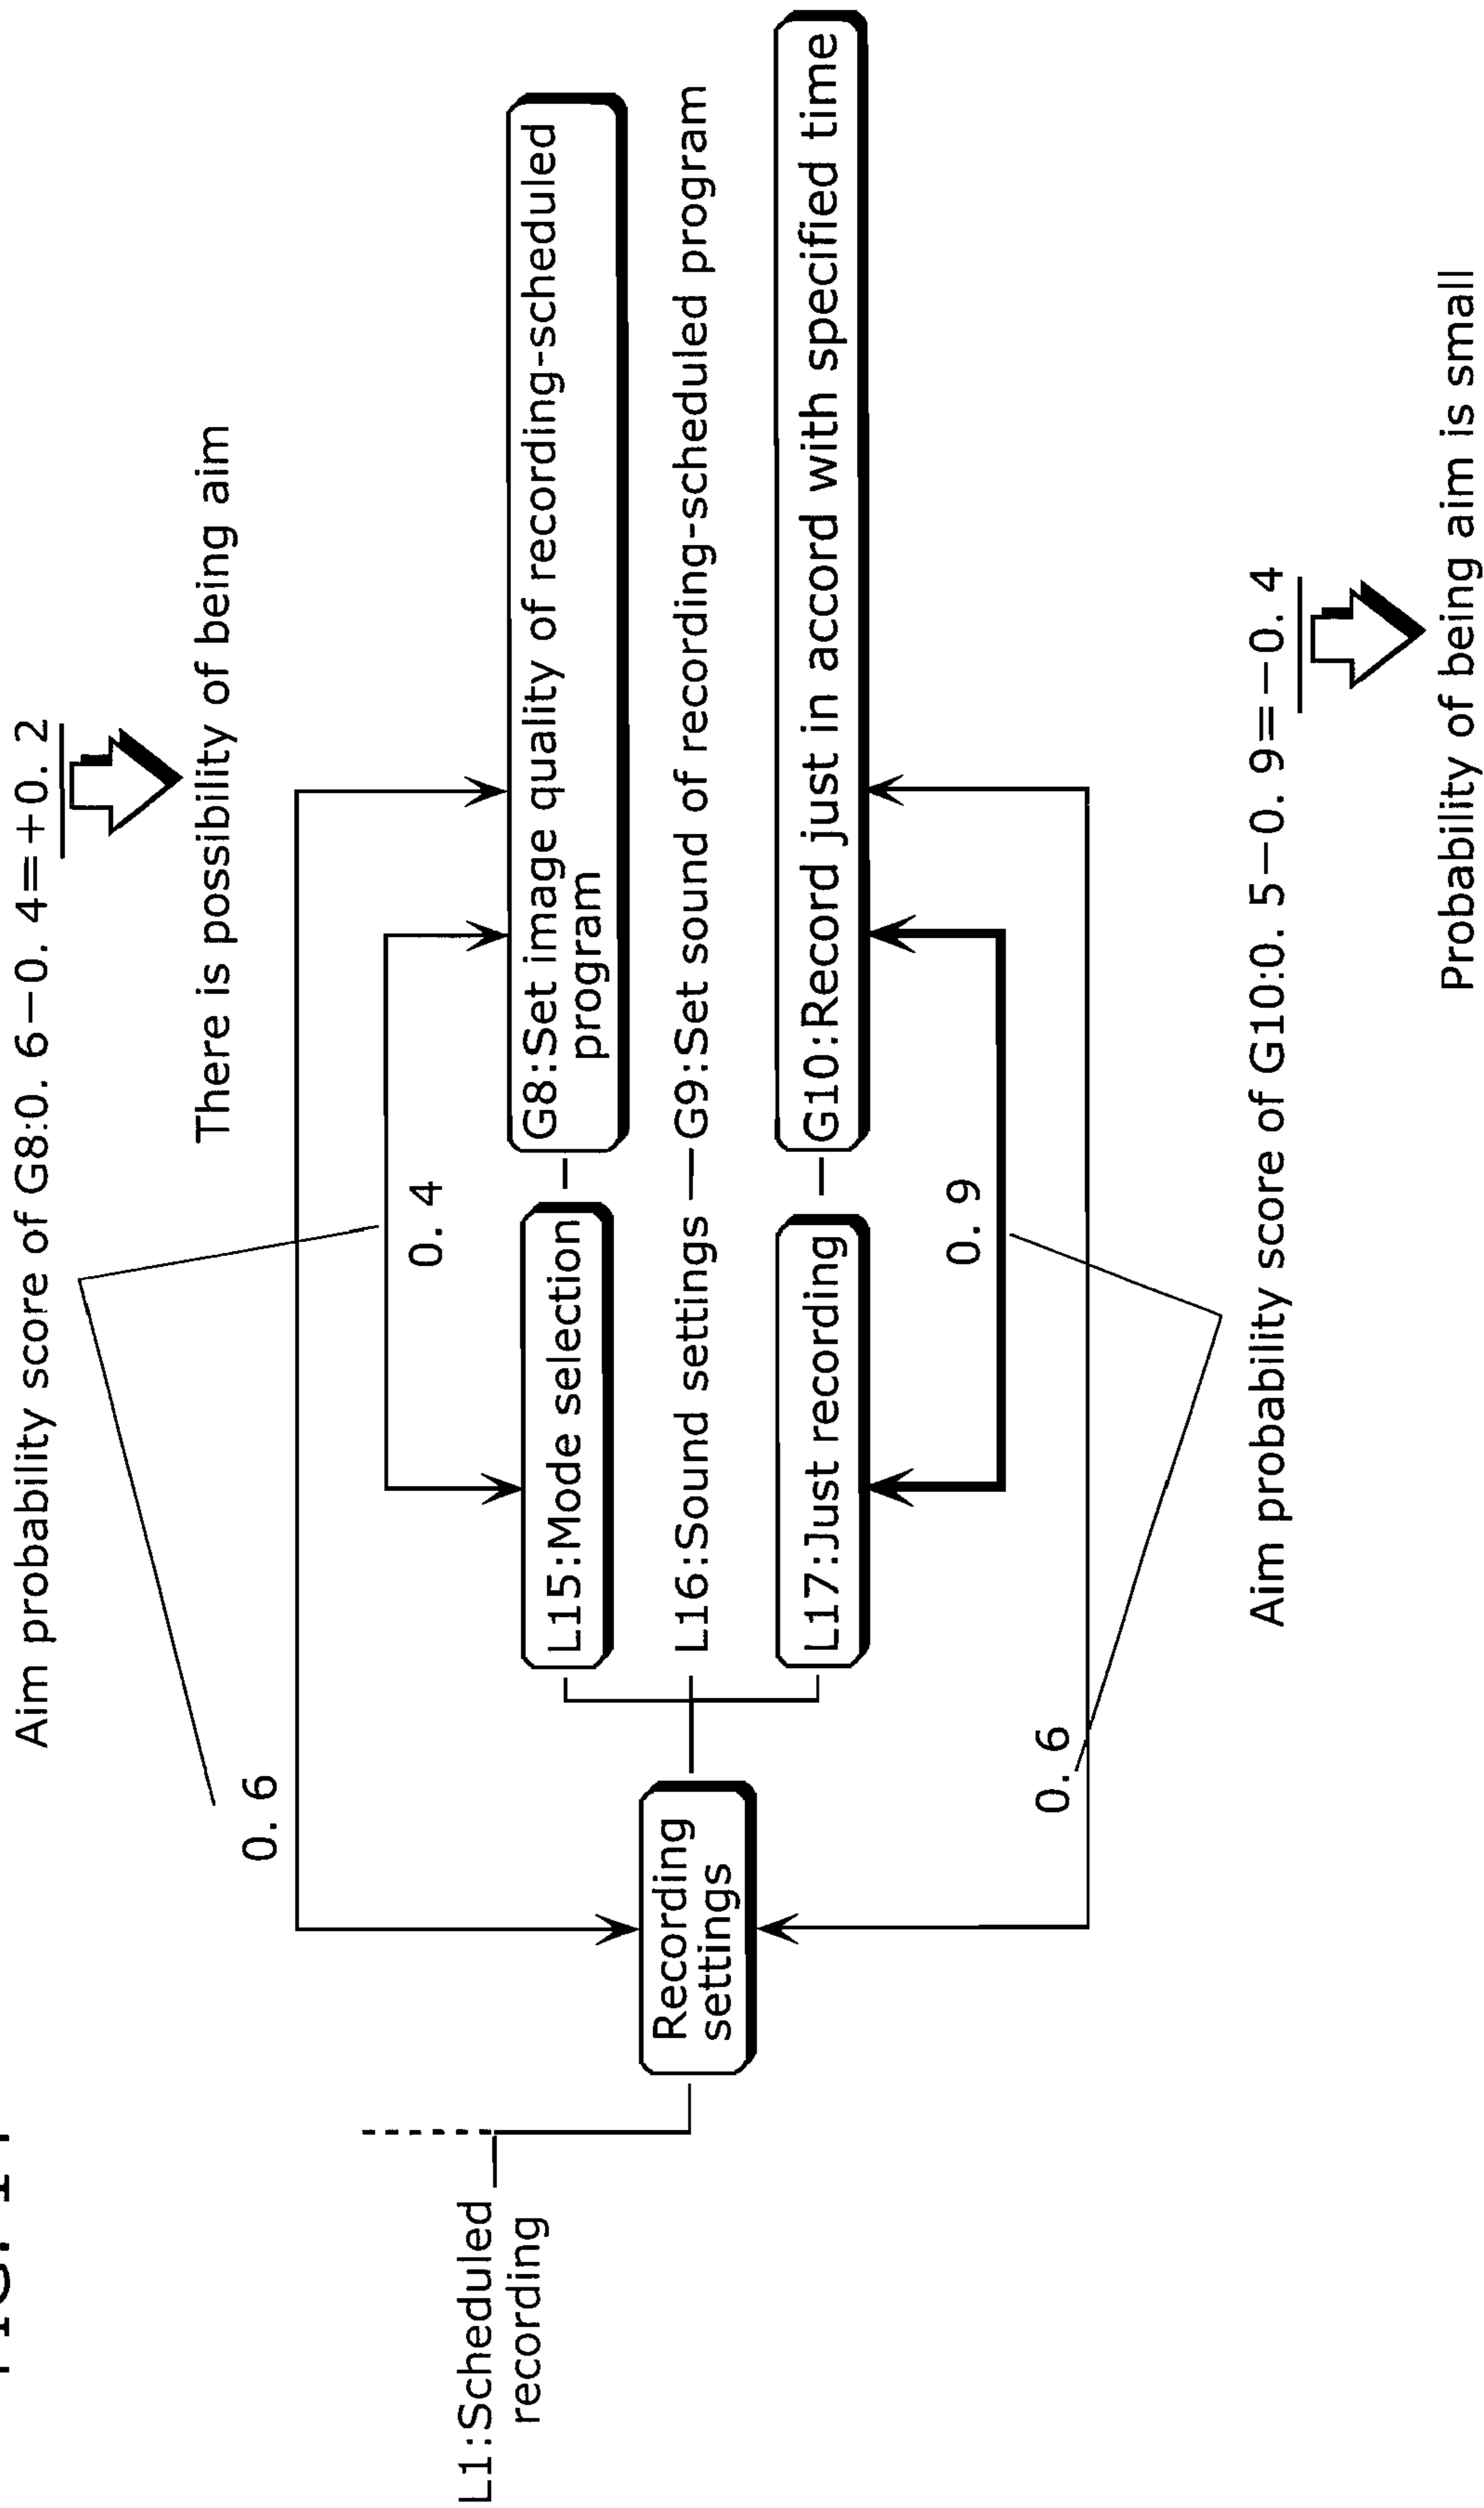 Aim probability score of G8:0.6-0.4=+0.2
There is possibility of being aim
0.6
0.4
L1:Scheduled
recording
Recording
settings
L15:Mode selection
G8:Set image quality of recording-scheduled
program
L16:Sound settings
G9:Set sound of recording-scheduled program
L17:Just recording
G10:Record just in accord with specified time
0.9
0.6
Aim probability score of G10:0.5-0.9=-0.4
Probability of being aim is small